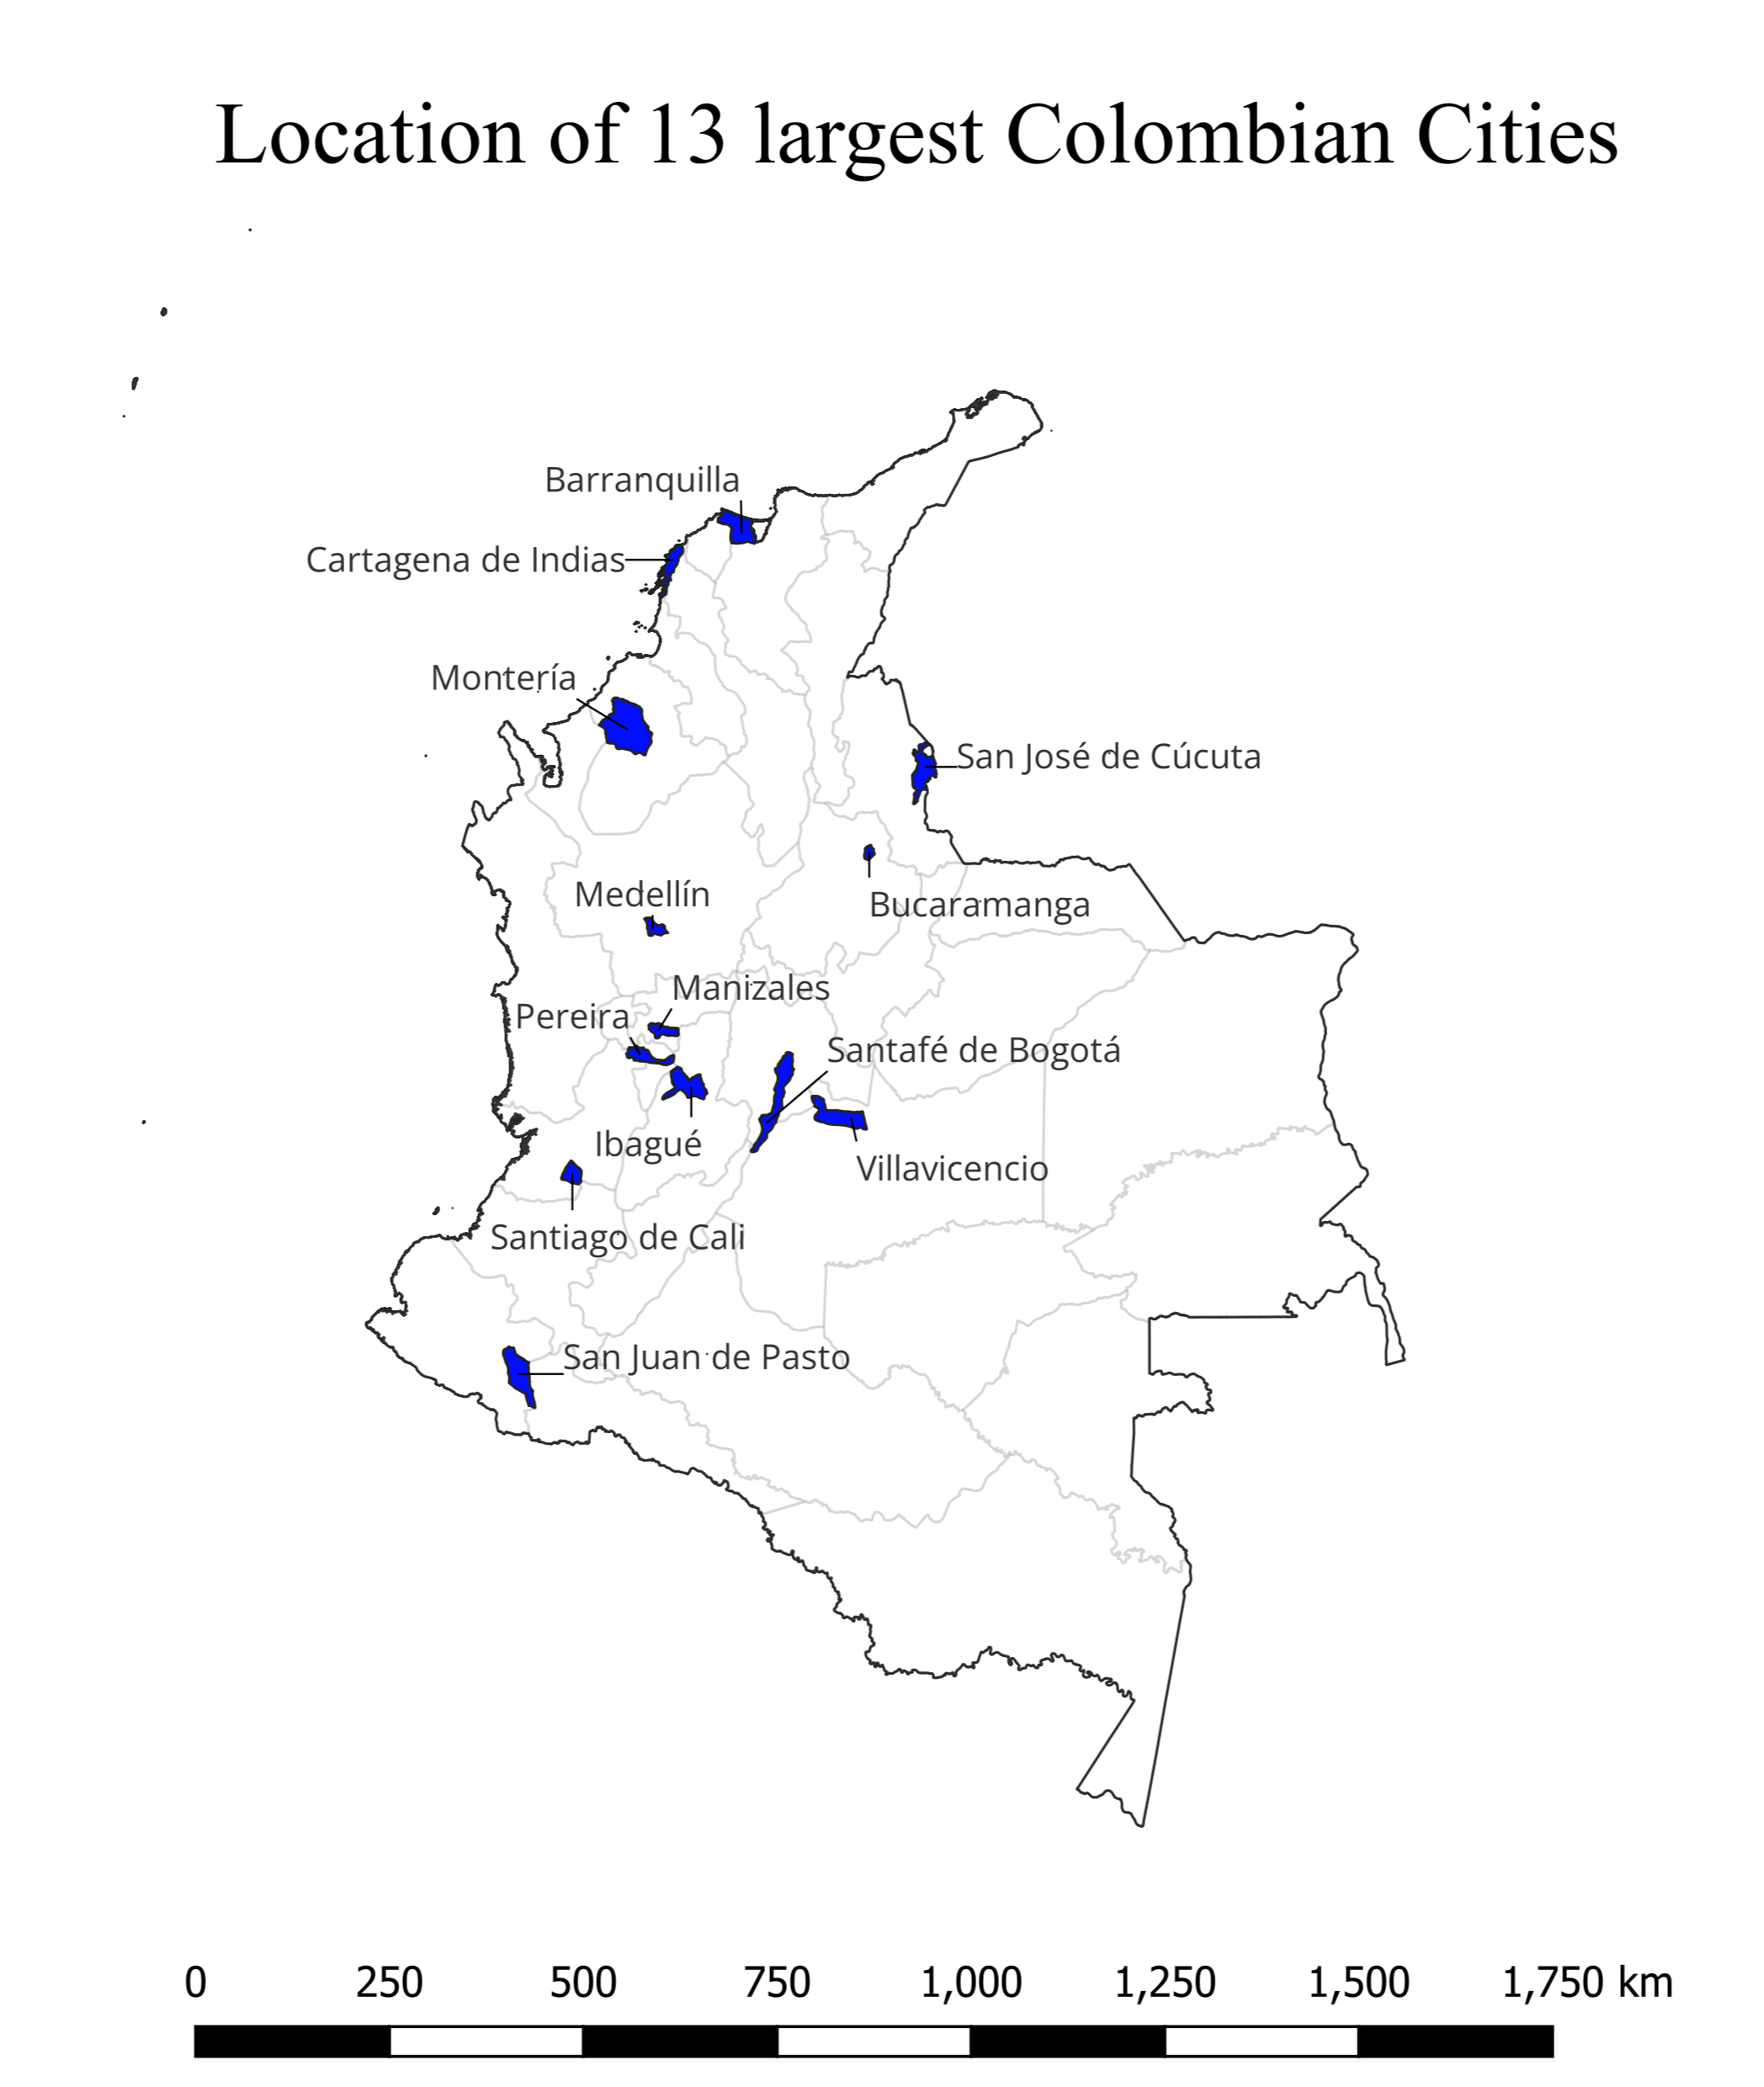 Location of 13 largest Colombian Cities
Barranquilla
Cartagena de Indias
Montería
San José de Cúcuta
Medellín
Bucaramanga
Manizales
Pereira
Santafé de Bogotá
Ibagué
Villavicencio
Santiago de Cali
San Juan de Pasto
0 250 500 750 1,000 1,250 1,500 1,750 km